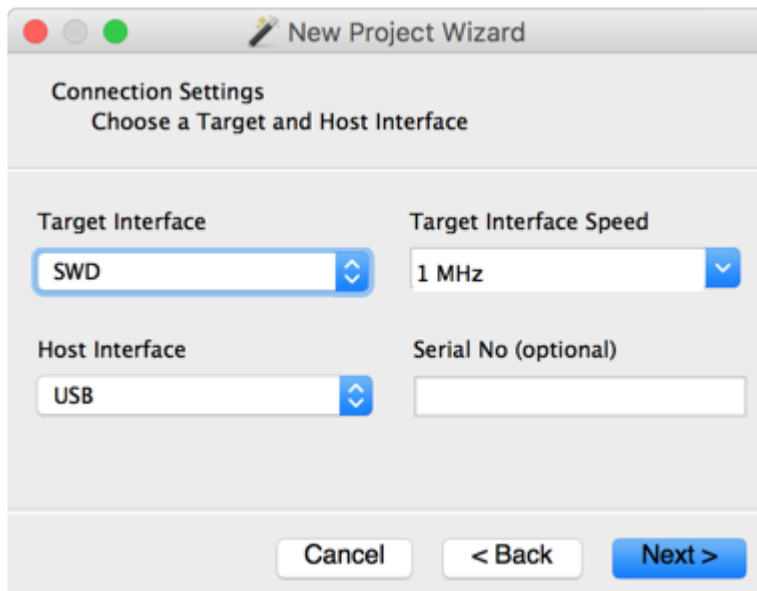 New Project Wizard
Connection Settings
Choose a Target and Host Interface
Target Interface
Target Interface Speed
SWD
1 MHz
Host Interface
Serial No (optional)
USB
Cancel
< Back
Next >